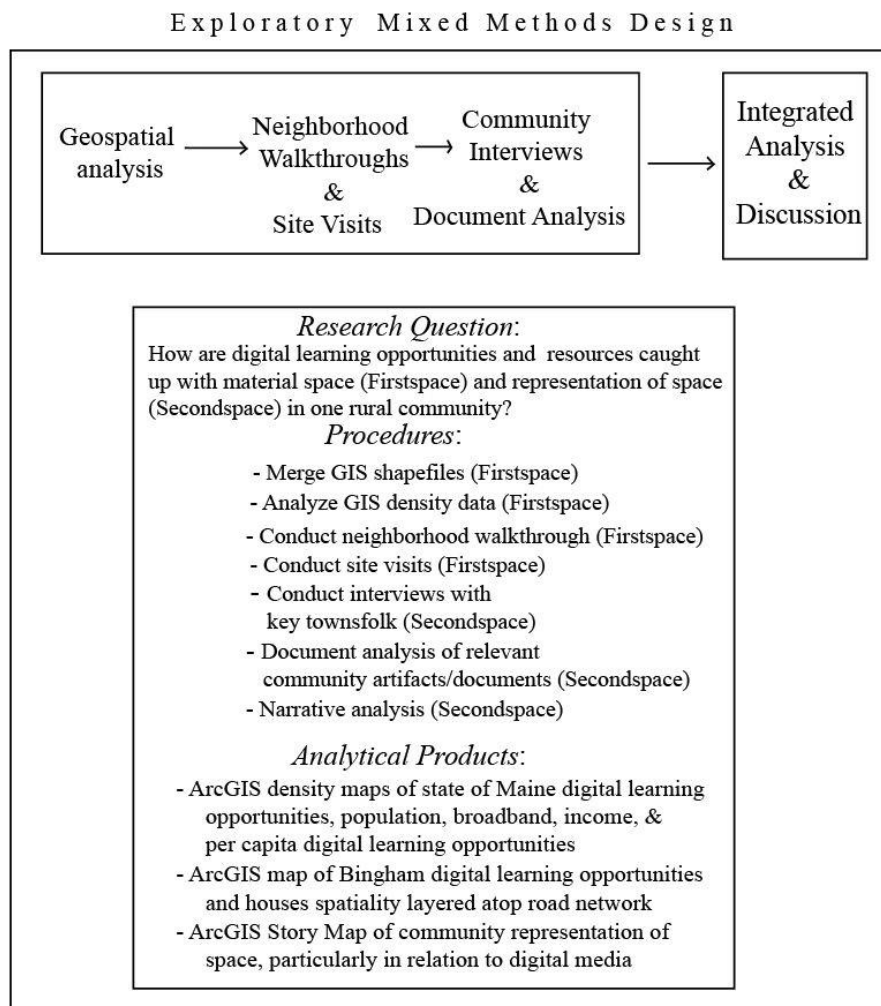 Exploratory Mixed Methods Design
Geospatial
analysis
Neighborhood
Walkthroughs
&
Site Visits
Community
Interviews
&
Document Analysis
Integrated
Analysis
&
Discussion
Research Question:
How are digital learning opportunities and resources caught
up with material space (Firstspace) and representation of space
(Secondspace) in one rural community?
Procedures:
- Merge GIS shapefiles (Firstspace)
- Analyze GIS density data (Firstspace)
- Conduct neighborhood walkthrough (Firstspace)
- Conduct site visits (Firstspace)
- Conduct interviews with
key townsfolk (Secondspace)
- Document analysis of relevant
community artifacts/documents (Secondspace)
- Narrative analysis (Secondspace)
Analytical Products:
- ArcGIS density maps of state of Maine digital learning
opportunities, population, broadband, income, &
per capita digital learning opportunities
- ArcGIS map of Bingham digital learning opportunities
and houses spatiality layered atop road network
- ArcGIS Story Map of community representation of
space, particularly in relation to digital media